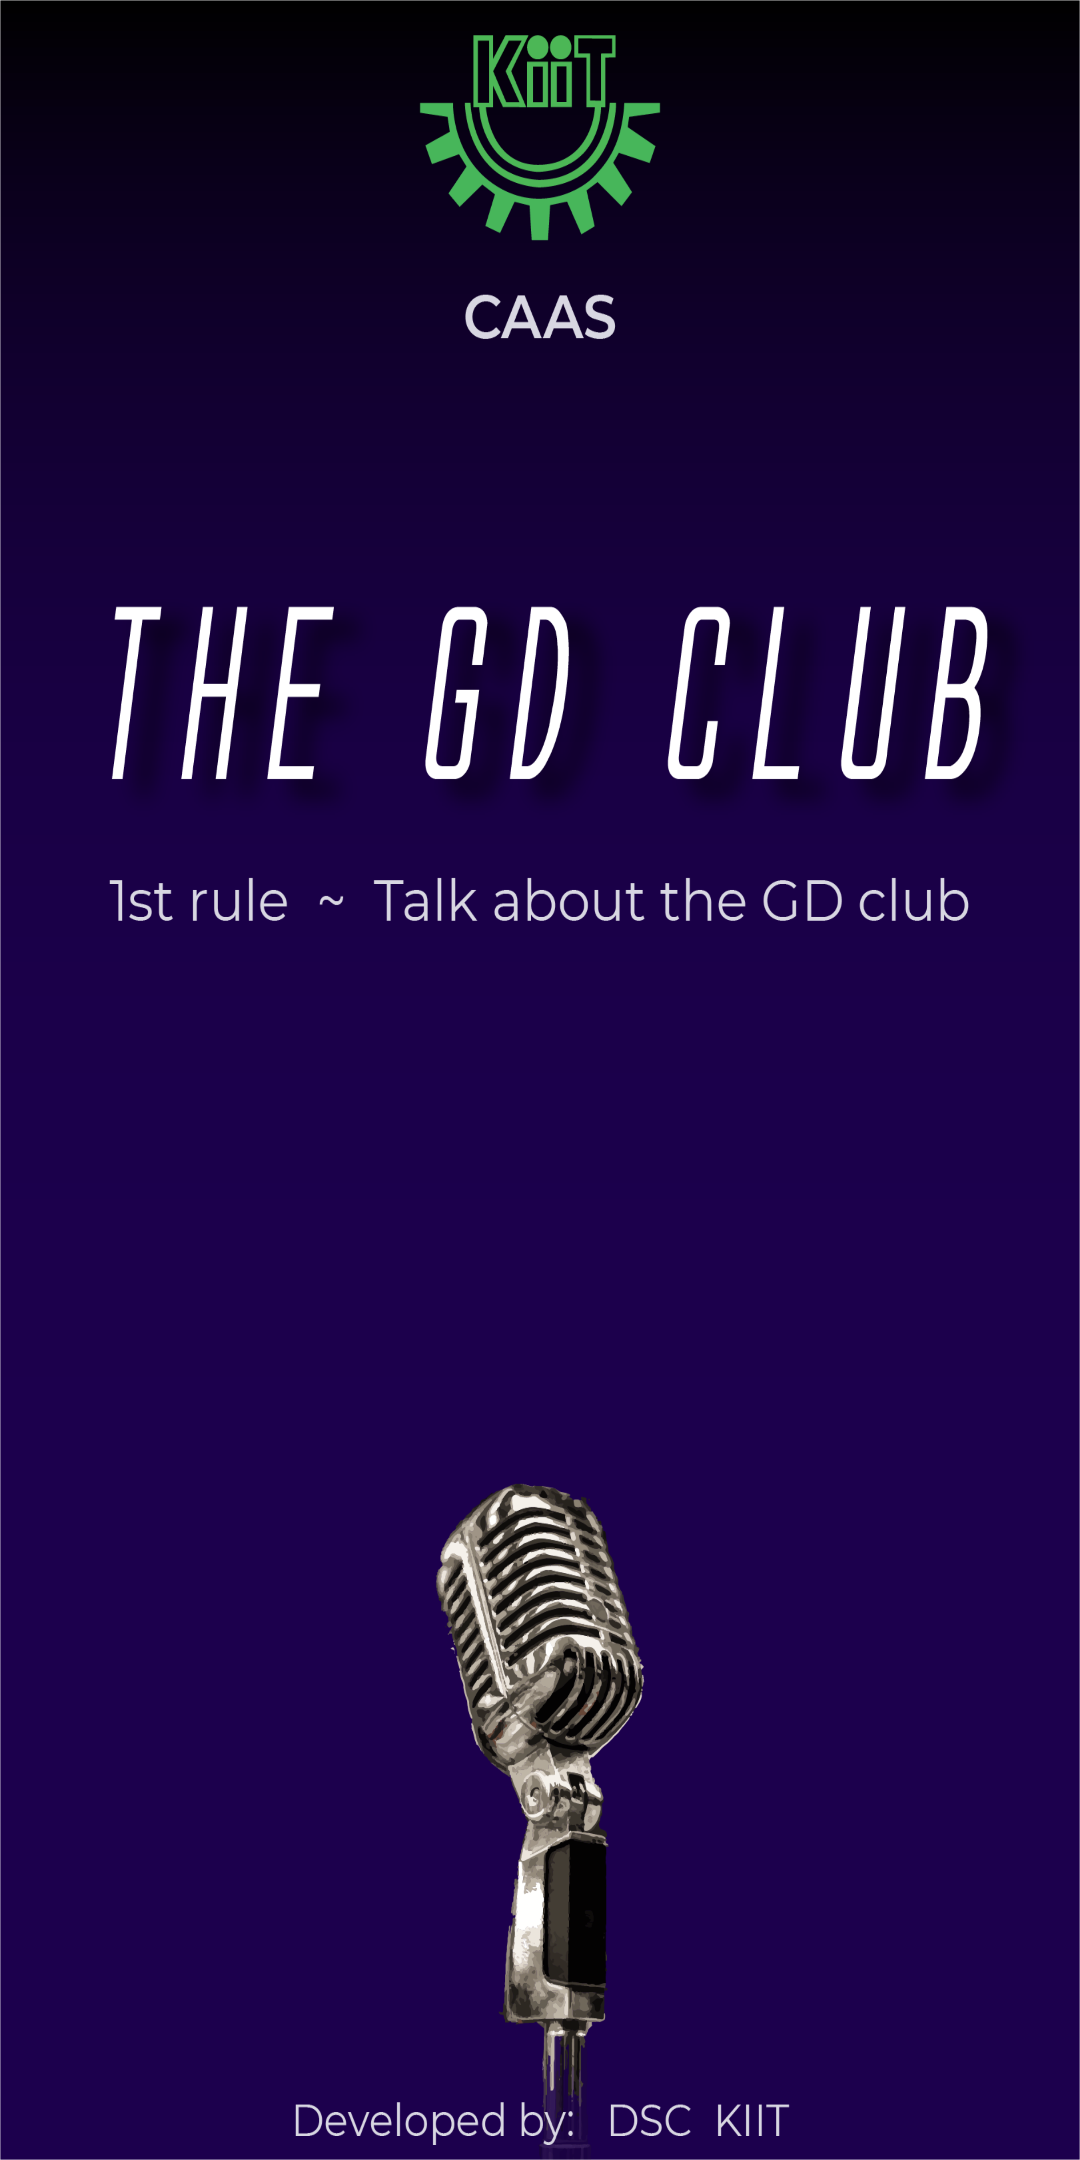 KiiT
CAAS
THE GD CLUB
1st rule ~ Talk about the GD club
Developed by: DSC KIIT